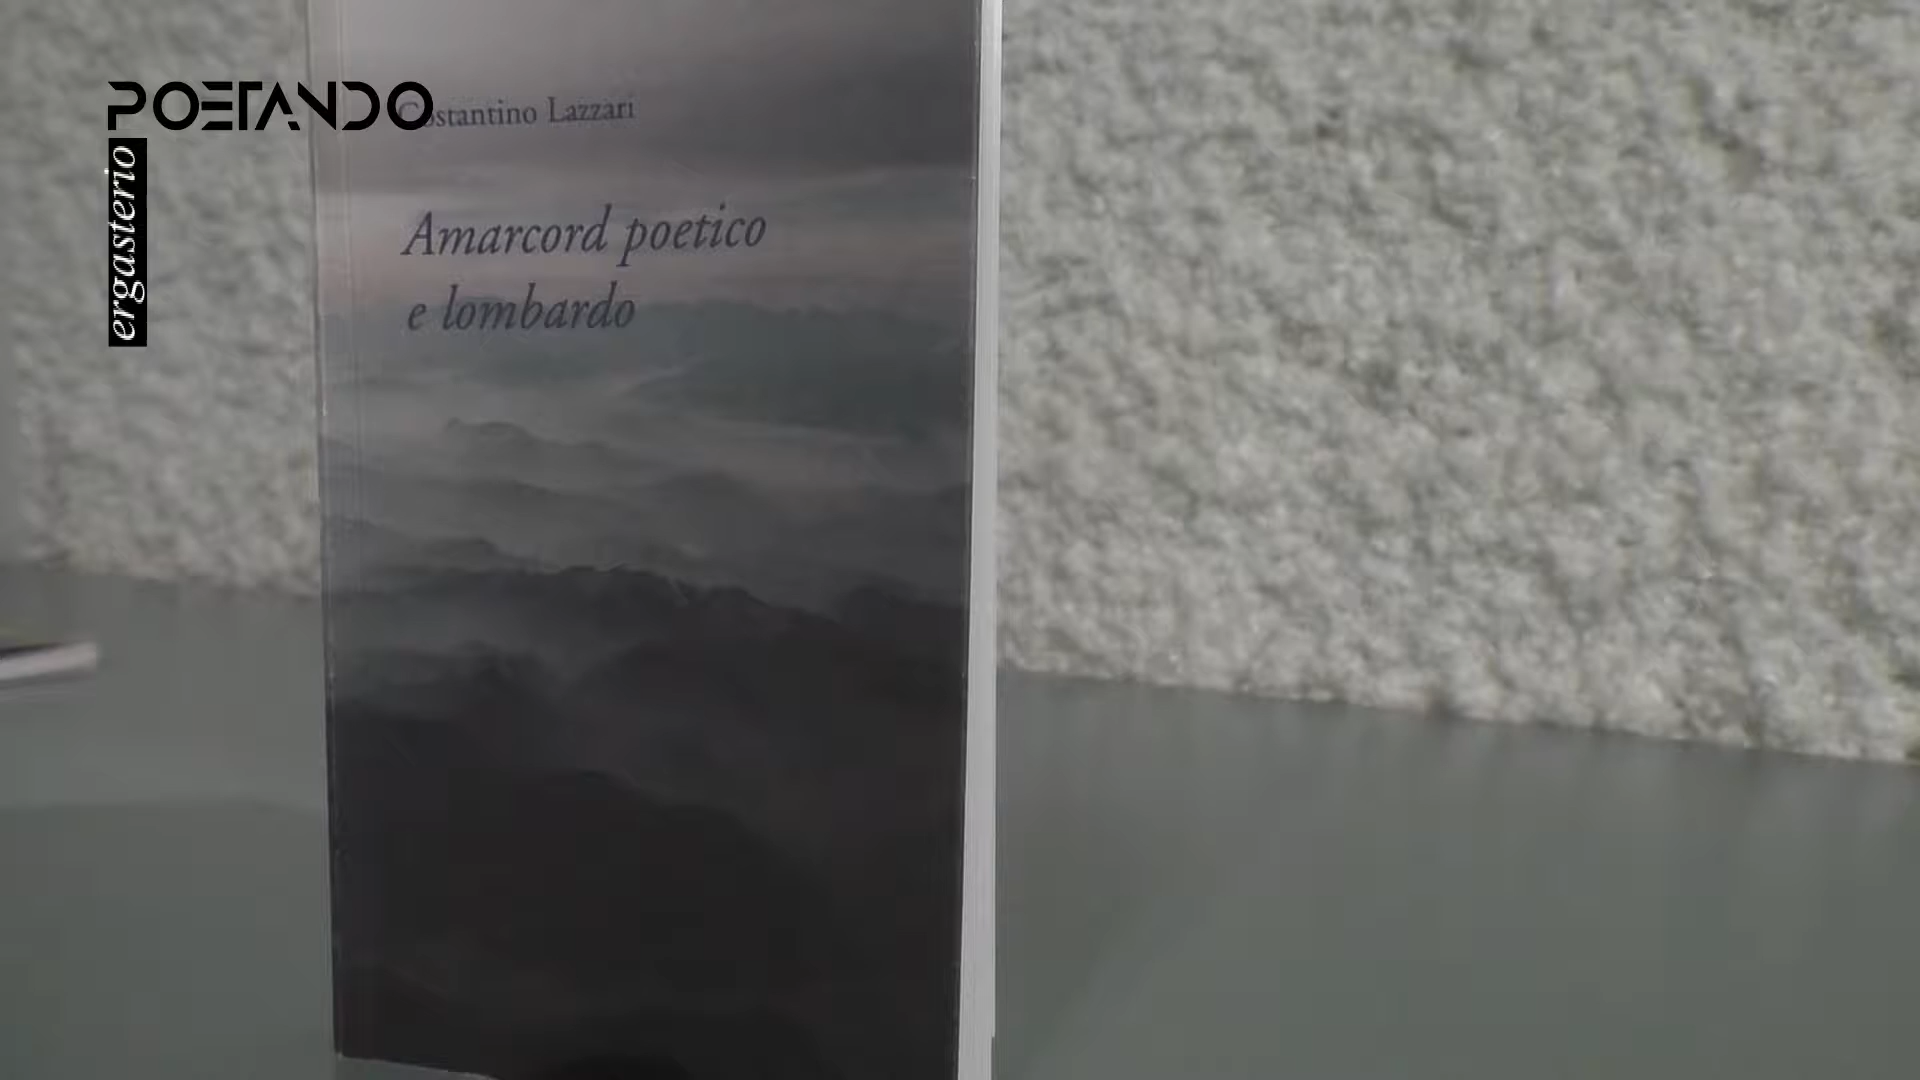 POETANDO
ergasterio
Costantino Lazzari
Amarcord poetico
e lombardo